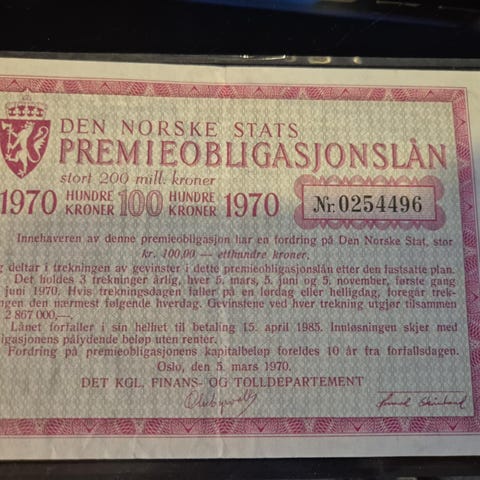 DEN NORSKE STATS
PREMIEOBLIGASJONSLÅN
stort 200 mill. kroner
1970 HUNDRE KRONER 100 HUNDRE KRONER 1970
Nr. 0254496
Innehaveren av denne premieobligasjon har en fordring på Den Norske Stat, stor
kr. 100,00 — etthundre kroner,
g deltar i trekningen av gevinster i dette premieobligasjonslån etter den fastsatte plan.
Det holdes 3 trekninger årlig, hver 5. mars, 5. juni og 5. november, første gang
juni 1970. Hvis trekningsdagen faller på en lørdag eller helligdag, foregår trek-
ngen den nærmest følgende hverdag. Gevinstene ved hver trekning utgjør tilsammen
2 867 000,—
Lånet forfaller i sin helhet til betaling 15. april 1985. Innløsningen skjer med
ligasjonens pålydende beløp uten renter.
Fordring på premieobligasjonens kapitalbeløp foreldes 10 år fra forfallsdagen.
Oslo, den 5. mars 1970.
DET KGL. FINANS- OG TOLLDEPARTEMENT